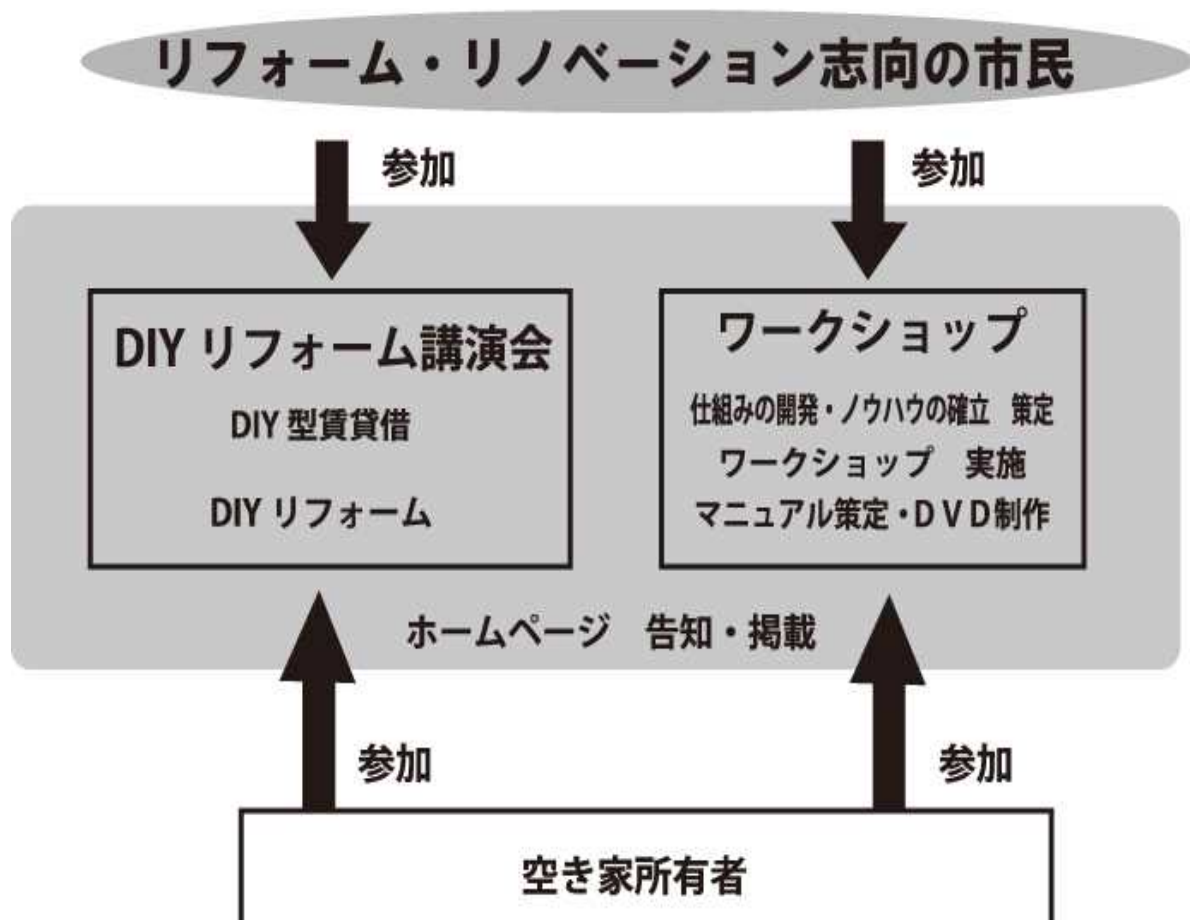 リフォーム・リノベーション志向の市民
参加
参加
DIY リフォーム講演会
DIY 型賃貸借
DIY リフォーム
ワークショップ
仕組みの開発・ノウハウの確立　策定
ワークショップ　実施
マニュアル策定・ＤＶＤ制作
ホームページ　告知・掲載
参加
参加
空き家所有者